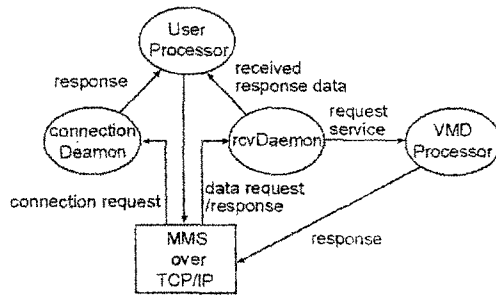 User
Processor
response
received
response data
connection
Deamon
rcvDaemon
request
service
VMD
Processor
connection request
data request
/response
MMS
over
TCP/IP
response